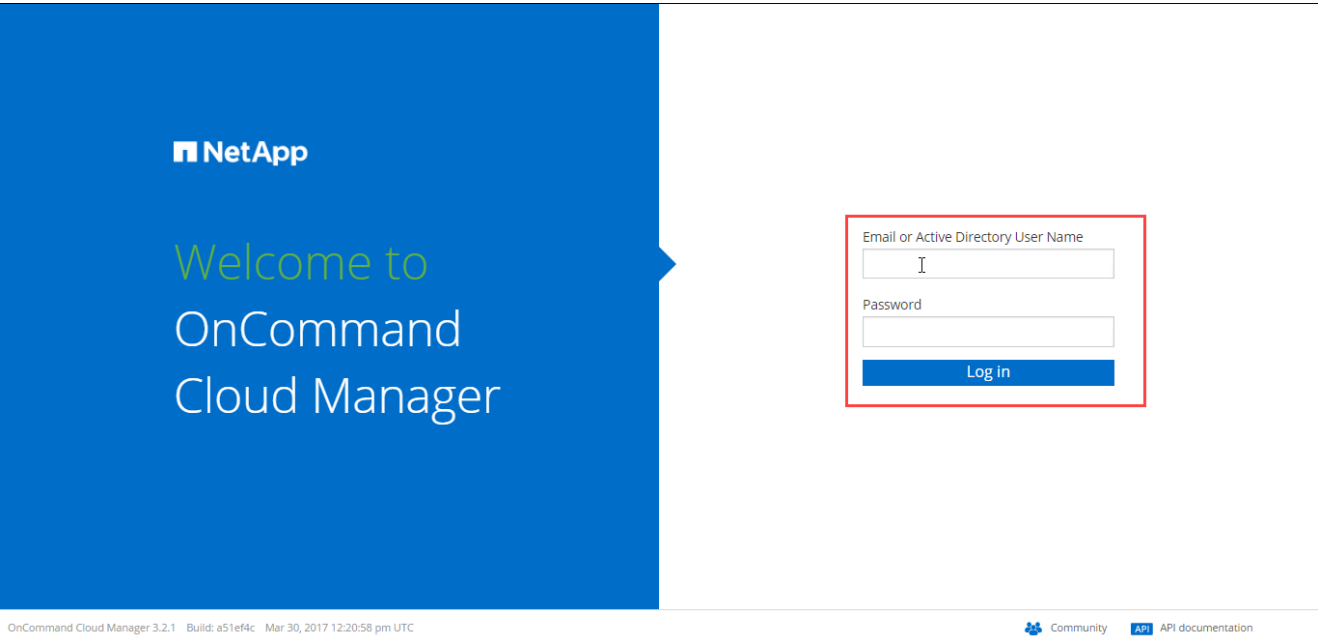 NetApp
Welcome to
OnCommand
Cloud Manager
Email or Active Directory User Name
Password
Log in
OnCommand Cloud Manager 3.2.1 Build: a51ef4c Mar 30, 2017 12:20:58 pm UTC
Community API API documentation